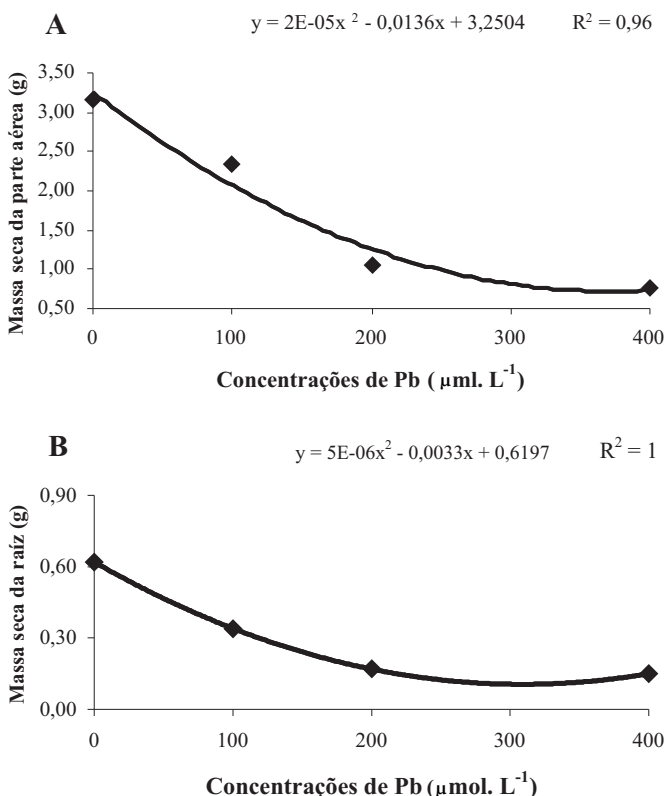 A
y = 2E-05x² - 0,0136x + 3,2504 R² = 0,96
Massa seca da parte aérea (g)
3,50
3,00
2,50
2,00
1,50
1,00
0,50
0 100 200 300 400
Concentrações de Pb ( µml. L⁻¹)
B
y = 5E-06x² - 0,0033x + 0,6197 R² = 1
Massa seca da raíz (g)
0,90
0,60
0,30
0,00
0 100 200 300 400
Concentrações de Pb (µmol. L⁻¹)